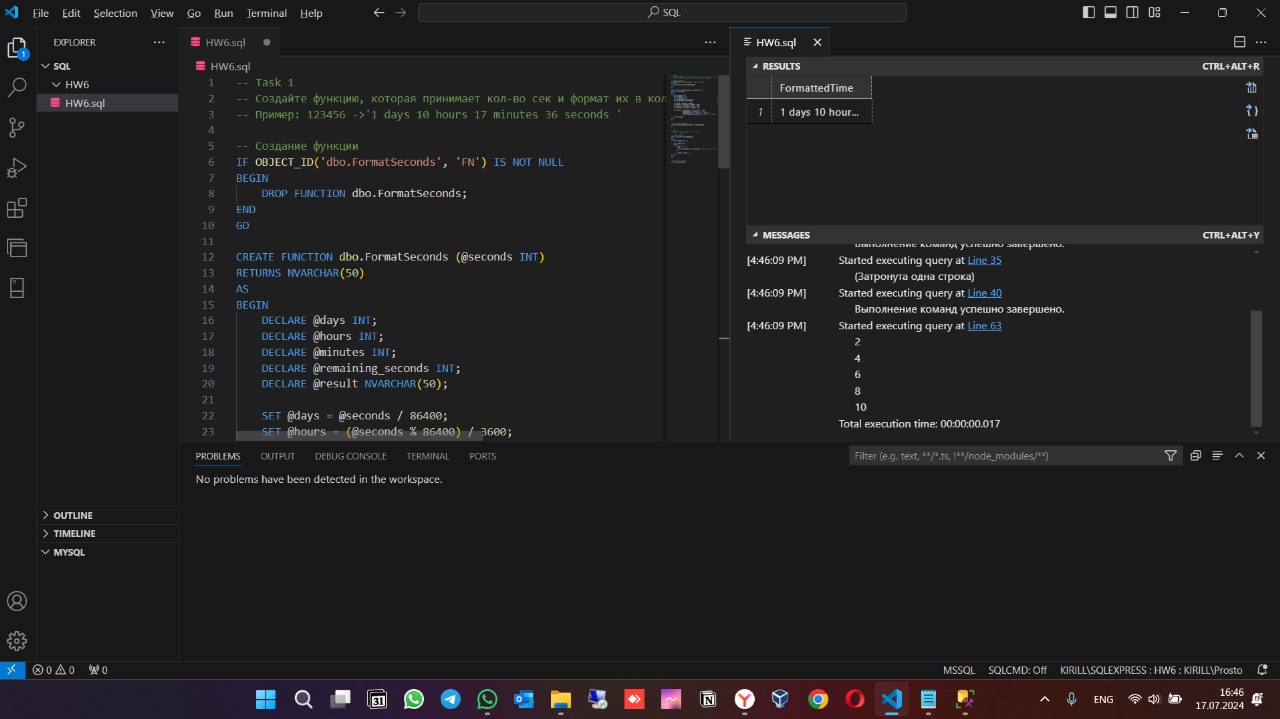 File Edit Selection View Go Run Terminal Help
SQL
EXPLORER
SQL
HW6
HW6.sql
OUTLINE
TIMELINE
MYSQL
1
HW6.sql
HW6.sql
1 -- Task 1
2 -- Создайте функцию, которая принимает кол-во сек и формат их в кол
3 -- Пример: 123456 ->'1 days 10 hours 17 minutes 36 seconds '
4
5 -- Создание функции
6 IF OBJECT_ID('dbo.FormatSeconds', 'FN') IS NOT NULL
7 BEGIN
8 DROP FUNCTION dbo.FormatSeconds;
9 END
10 GO
11
12 CREATE FUNCTION dbo.FormatSeconds (@seconds INT)
13 RETURNS NVARCHAR(50)
14 AS
15 BEGIN
16 DECLARE @days INT;
17 DECLARE @hours INT;
18 DECLARE @minutes INT;
19 DECLARE @remaining_seconds INT;
20 DECLARE @result NVARCHAR(50);
21
22 SET @days = @seconds / 86400;
23 SET @hours = (@seconds % 86400) / 3600;
HW6.sql
RESULTS CTRL+ALT+R
FormattedTime
1 1 days 10 hour...
MESSAGES CTRL+ALT+Y
Выполнение команд успешно завершено.
[4:46:09 PM] Started executing query at Line 35
(Затронута одна строка)
[4:46:09 PM] Started executing query at Line 40
Выполнение команд успешно завершено.
[4:46:09 PM] Started executing query at Line 63
2
4
6
8
10
Total execution time: 00:00:00.017
PROBLEMS OUTPUT DEBUG CONSOLE TERMINAL PORTS
Filter (e.g. text, **/*.ts, !**/node_modules/**)
No problems have been detected in the workspace.
0 0 0
MSSQL SQLCMD: Off KIRILL\SQLEXPRESS : HW6 : KIRILL\Prosto
31
ENG
16:46
17.07.2024